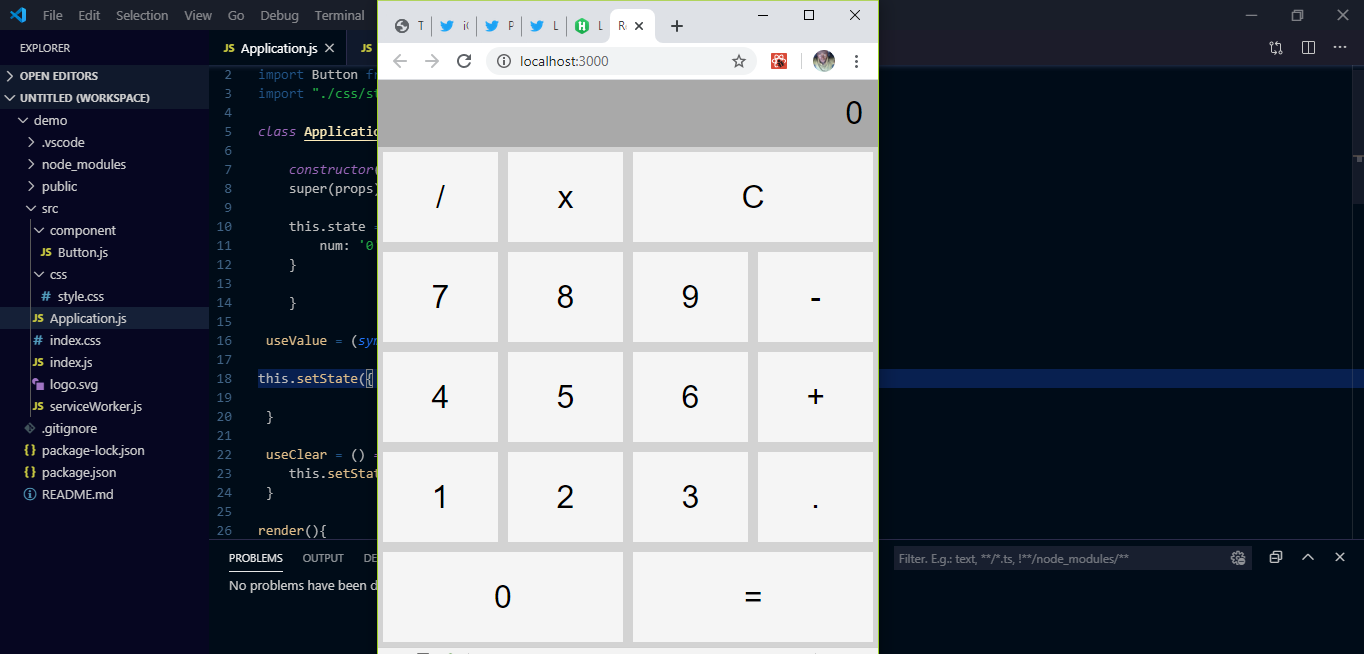 File Edit Selection View Go Debug Terminal
EXPLORER
OPEN EDITORS
UNTITLED (WORKSPACE)
demo
.vscode
node_modules
public
src
component
JS Button.js
css
# style.css
JS Application.js
# index.css
JS index.js
logo.svg
JS serviceWorker.js
.gitignore
{} package-lock.json
{} package.json
README.md
JS Application.js
JS
2 import Button fr
3 import "./css/st
4
5 class Applicatio
6
7 constructor(
8 super(props)
9
10 this.state =
11 num: '0
12 }
13
14 }
15
16 useValue = (sym
17
18 this.setState({
19
20 }
21
22 useClear = () =
23 this.setStat
24 }
25
26 render(){
PROBLEMS OUTPUT DE
No problems have been d
Filter. E.g.: text, **/*.ts, !**/node_modules/**
T
P
L
L
localhost:3000
0
/ x C
7 8 9 -
4 5 6 +
1 2 3 .
0 =